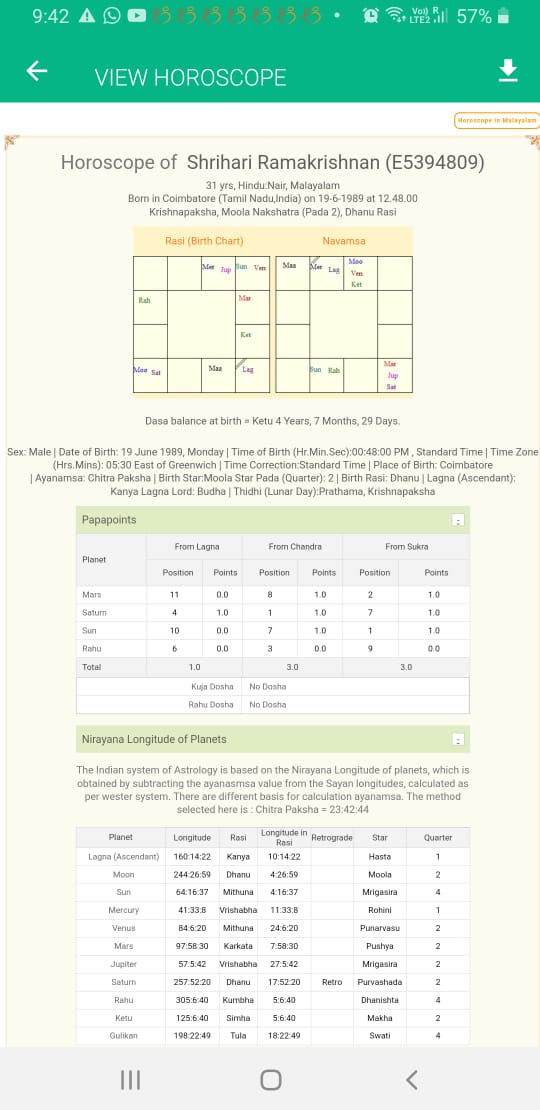 9:42 57%
Vo) R
LTE2
VIEW HOROSCOPE
Horoscope in Malayalam
Horoscope of Shrihari Ramakrishnan (E5394809)
31 yrs, Hindu:Nair, Malayalam
Born in Coimbatore (Tamil Nadu,India) on 19-6-1989 at 12.48.00
Krishnapaksha, Moola Nakshatra (Pada 2), Dhanu Rasi
Rasi (Birth Chart) Navamsa
Mer Jup Sun Ven Maa Mer Lag Moo
Ven
Ket
Rah Mar
Ket
Moo Sat Maa Lag Sun Rah Mar
Jup
Sat
Dasa balance at birth = Ketu 4 Years, 7 Months, 29 Days.
Sex: Male | Date of Birth: 19 June 1989, Monday | Time of Birth (Hr.Min.Sec):00:48:00 PM , Standard Time | Time Zone
(Hrs.Mins): 05:30 East of Greenwich | Time Correction:Standard Time | Place of Birth: Coimbatore
| Ayanamsa: Chitra Paksha | Birth Star:Moola Star Pada (Quarter): 2 | Birth Rasi: Dhanu | Lagna (Ascendant):
Kanya Lagna Lord: Budha | Thidhi (Lunar Day):Prathama, Krishnapaksha
Papapoints
Planet From Lagna From Chandra From Sukra
Position Points Position Points Position Points
Mars 11 0.0 8 1.0 2 1.0
Saturn 4 1.0 1 1.0 7 1.0
Sun 10 0.0 7 1.0 1 1.0
Rahu 6 0.0 3 0.0 9 0.0
Total 1.0 3.0 3.0
Kuja Dosha No Dosha
Rahu Dosha No Dosha
Nirayana Longitude of Planets
The Indian system of Astrology is based on the Nirayana Longitude of planets, which is
obtained by subtracting the ayanasmsa value from the Sayan longitudes, calculated as
per wester system. There are different basis for calculation ayanamsa. The method
selected here is : Chitra Paksha = 23:42:44
Planet Longitude Rasi Longitude in Rasi Retrograde Star Quarter
Lagna (Ascendant) 160:14:22 Kanya 10:14:22 Hasta 1
Moon 244:26:59 Dhanu 4:26:59 Moola 2
Sun 64:16:37 Mithuna 4:16:37 Mrigasira 4
Mercury 41:33:8 Vrishabha 11:33:8 Rohini 1
Venus 84:6:20 Mithuna 24:6:20 Punarvasu 2
Mars 97:58:30 Karkata 7:58:30 Pushya 2
Jupiter 57:5:42 Vrishabha 27:5:42 Mrigasira 2
Saturn 257:52:20 Dhanu 17:52:20 Retro Purvashada 2
Rahu 305:6:40 Kumbha 5:6:40 Dhanishta 4
Ketu 125:6:40 Simha 5:6:40 Makha 2
Gulikan 198:22:49 Tula 18:22:49 Swati 4